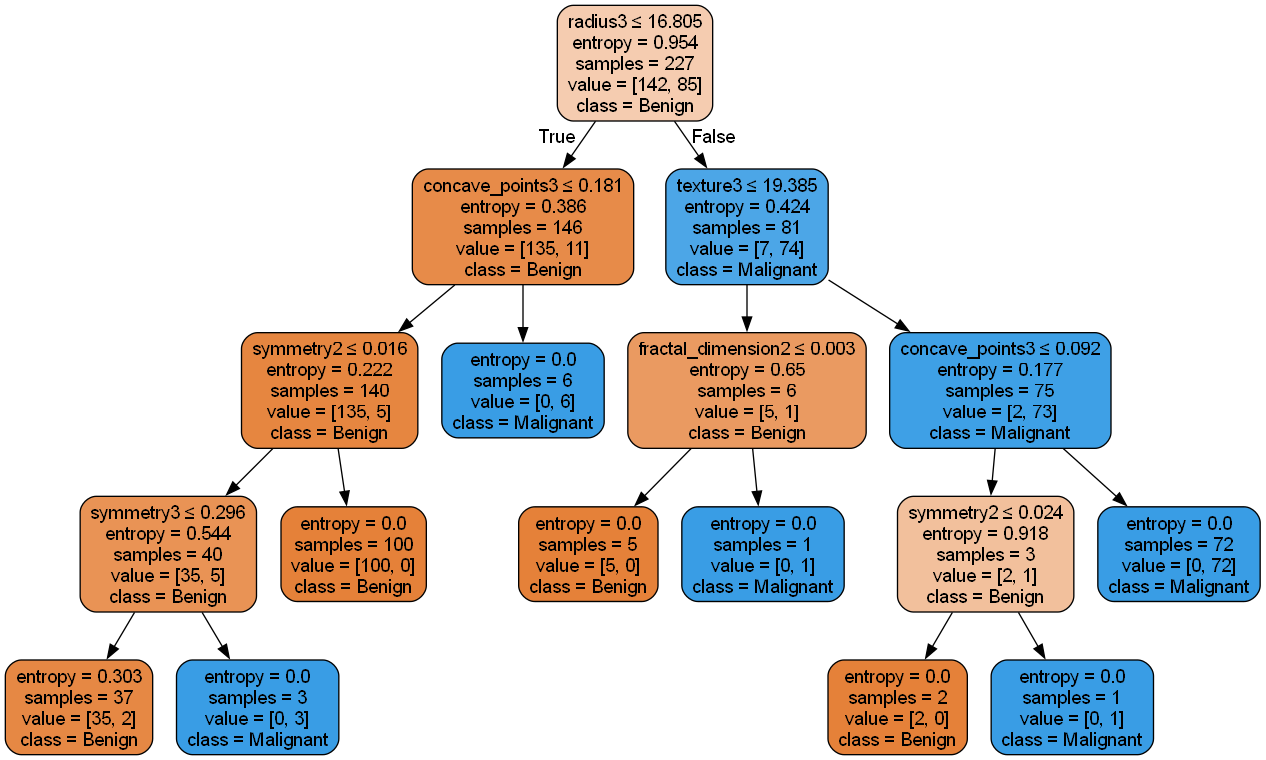 radius3 ≤ 16.805
entropy = 0.954
samples = 227
value = [142, 85]
class = Benign
True
False
concave_points3 ≤ 0.181
entropy = 0.386
samples = 146
value = [135, 11]
class = Benign
texture3 ≤ 19.385
entropy = 0.424
samples = 81
value = [7, 74]
class = Malignant
symmetry2 ≤ 0.016
entropy = 0.222
samples = 140
value = [135, 5]
class = Benign
entropy = 0.0
samples = 6
value = [0, 6]
class = Malignant
fractal_dimension2 ≤ 0.003
entropy = 0.65
samples = 6
value = [5, 1]
class = Benign
concave_points3 ≤ 0.092
entropy = 0.177
samples = 75
value = [2, 73]
class = Malignant
symmetry3 ≤ 0.296
entropy = 0.544
samples = 40
value = [35, 5]
class = Benign
entropy = 0.0
samples = 100
value = [100, 0]
class = Benign
entropy = 0.0
samples = 5
value = [5, 0]
class = Benign
entropy = 0.0
samples = 1
value = [0, 1]
class = Malignant
symmetry2 ≤ 0.024
entropy = 0.918
samples = 3
value = [2, 1]
class = Benign
entropy = 0.0
samples = 72
value = [0, 72]
class = Malignant
entropy = 0.303
samples = 37
value = [35, 2]
class = Benign
entropy = 0.0
samples = 3
value = [0, 3]
class = Malignant
entropy = 0.0
samples = 2
value = [2, 0]
class = Benign
entropy = 0.0
samples = 1
value = [0, 1]
class = Malignant